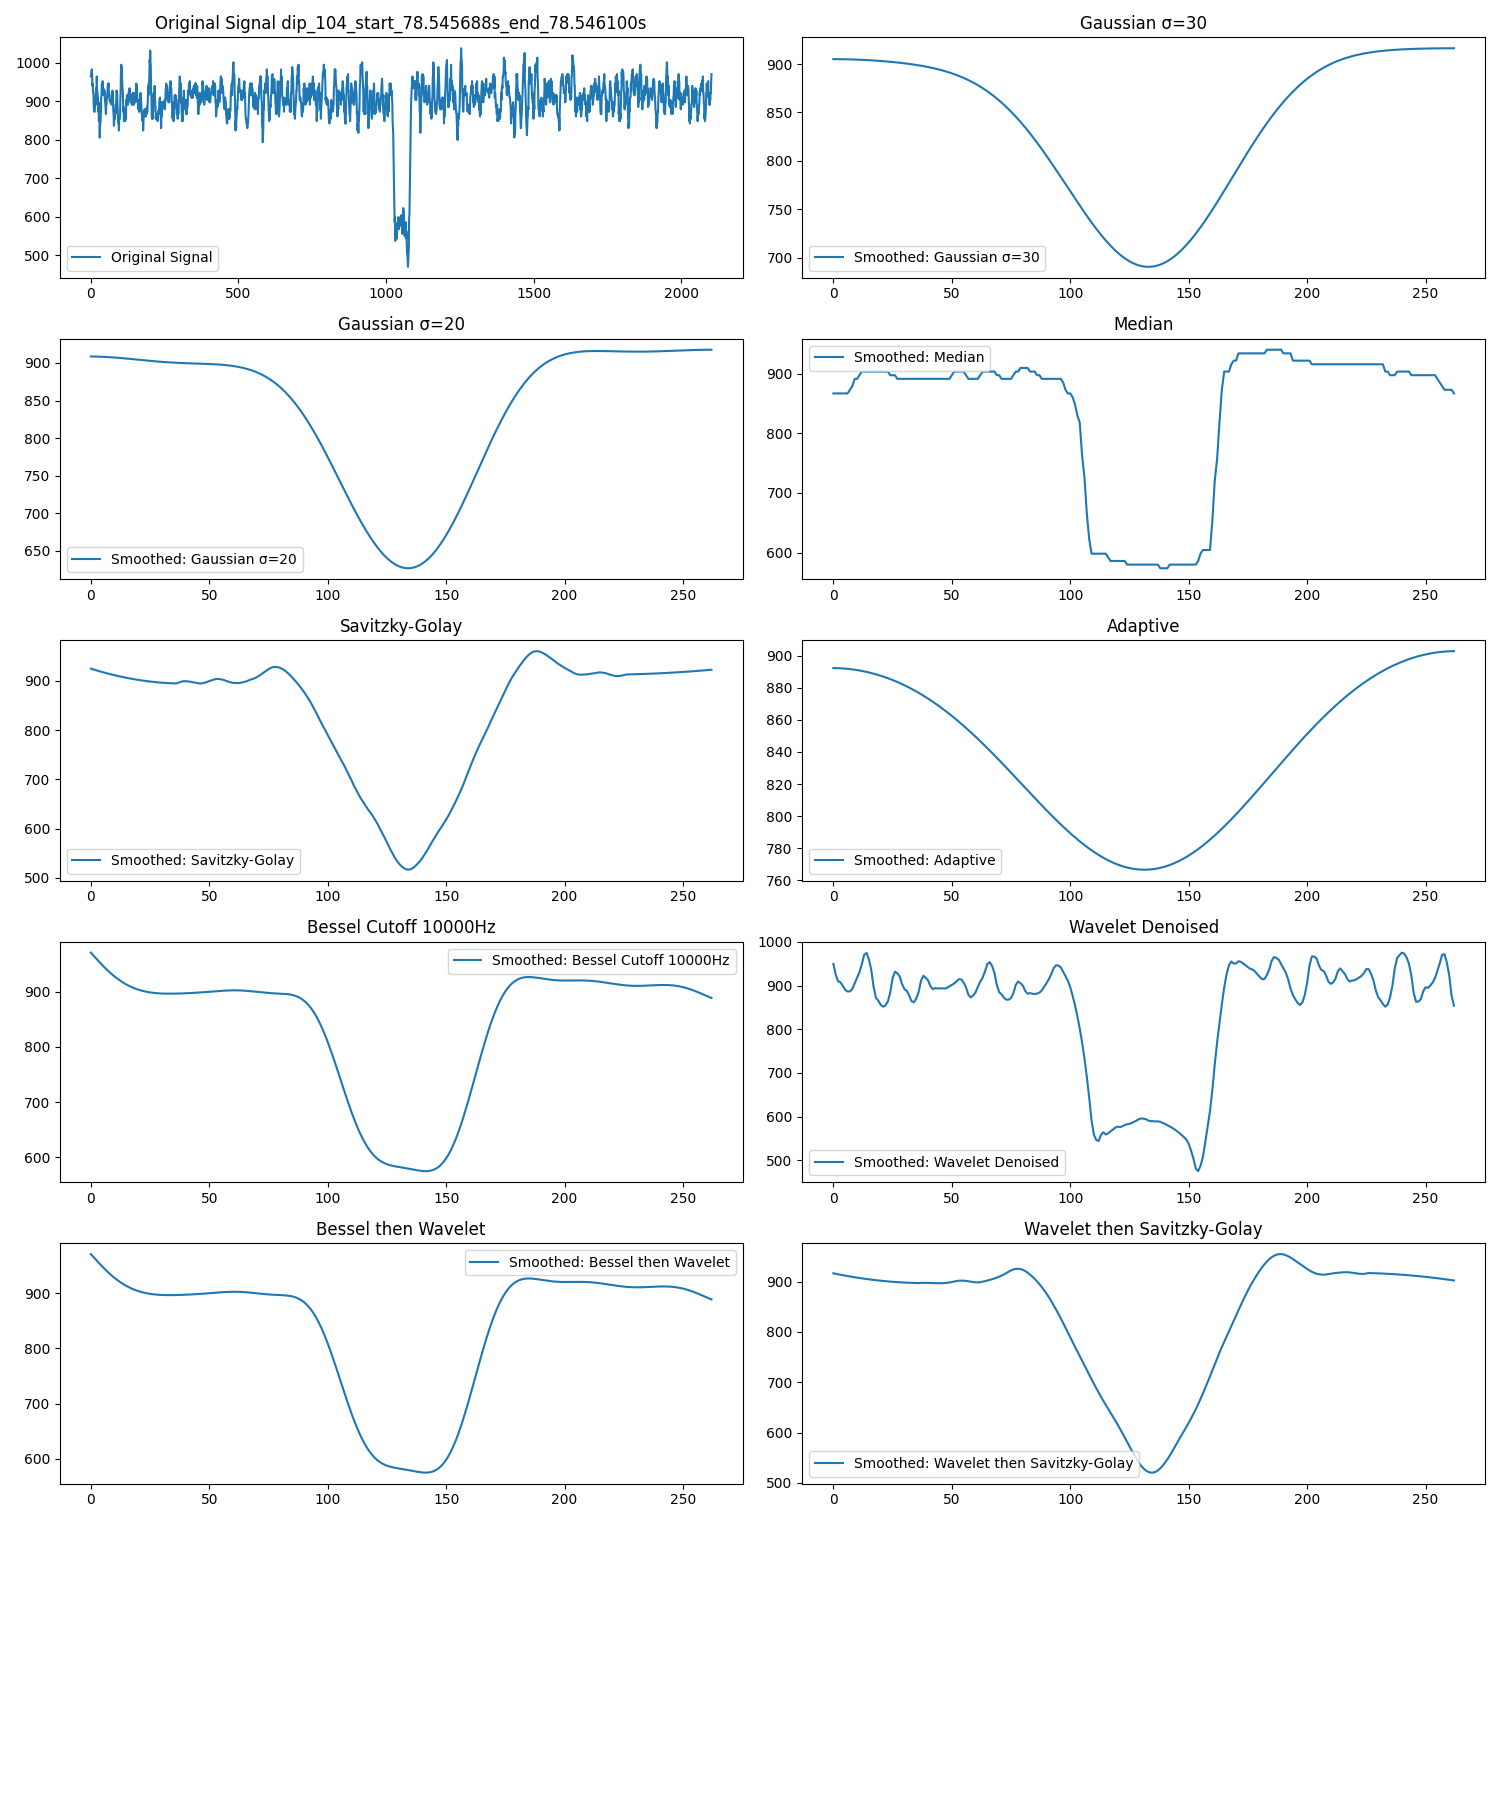 Original Signal dip_104_start_78.545688s_end_78.546100s
1000
900
800
700
600
500
Original Signal
0 500 1000 1500 2000
Gaussian σ=30
900
850
800
750
700
Smoothed: Gaussian σ=30
0 50 100 150 200 250
Gaussian σ=20
900
850
800
750
700
650
Smoothed: Gaussian σ=20
0 50 100 150 200 250
Median
Smoothed: Median
900
800
700
600
0 50 100 150 200 250
Savitzky-Golay
900
800
700
600
500
Smoothed: Savitzky-Golay
0 50 100 150 200 250
Adaptive
900
880
860
840
820
800
780
760
Smoothed: Adaptive
0 50 100 150 200 250
Bessel Cutoff 10000Hz
Smoothed: Bessel Cutoff 10000Hz
900
800
700
600
0 50 100 150 200 250
Wavelet Denoised
1000
900
800
700
600
500
Smoothed: Wavelet Denoised
0 50 100 150 200 250
Bessel then Wavelet
Smoothed: Bessel then Wavelet
900
800
700
600
0 50 100 150 200 250
Wavelet then Savitzky-Golay
900
800
700
600
500
Smoothed: Wavelet then Savitzky-Golay
0 50 100 150 200 250